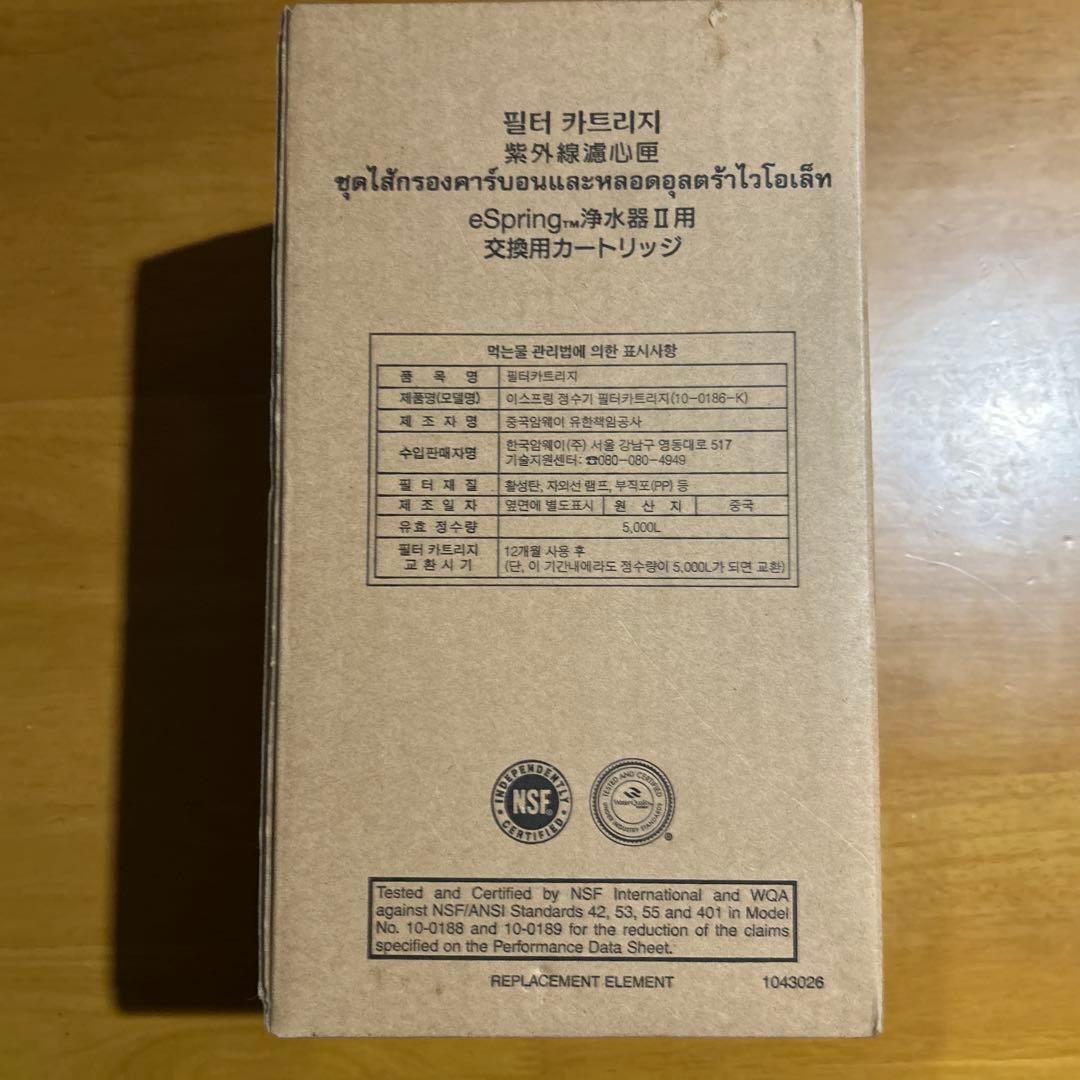 필터 카트리지
紫外線濾心匣
ชุดไส้กรองคาร์บอนและหลอดอุลตร้าไวโอเล็ท
eSpring™浄水器Ⅱ用
交換用カートリッジ
먹는물 관리법에 의한 표시사항
품 목 명 필터카트리지
제품명(모델명) 이스프링 정수기 필터카트리지(10-0186-K)
제 조 자 명 중국암웨이 유한책임공사
수입판매자명 한국암웨이(주) 서울 강남구 영동대로 517
기술지원센터: ☎080-080-4949
필 터 재 질 활성탄, 자외선 램프, 부직포(PP) 등
제 조 일 자 옆면에 별도표시 원 산 지 중국
유효 정수량 5,000L
필터 카트리지
교 환 시 기
12개월 사용 후
(단, 이 기간내에라도 정수량이 5,000L가 되면 교환)
INDEPENDENTLY
NSF®
CERTIFIED
TESTED AND CERTIFIED
WaterQuality
UNDER INDUSTRY STANDARDS
®
Tested and Certified by NSF International and WQA
against NSF/ANSI Standards 42, 53, 55 and 401 in Model
No. 10-0188 and 10-0189 for the reduction of the claims
specified on the Performance Data Sheet.
REPLACEMENT ELEMENT 1043026